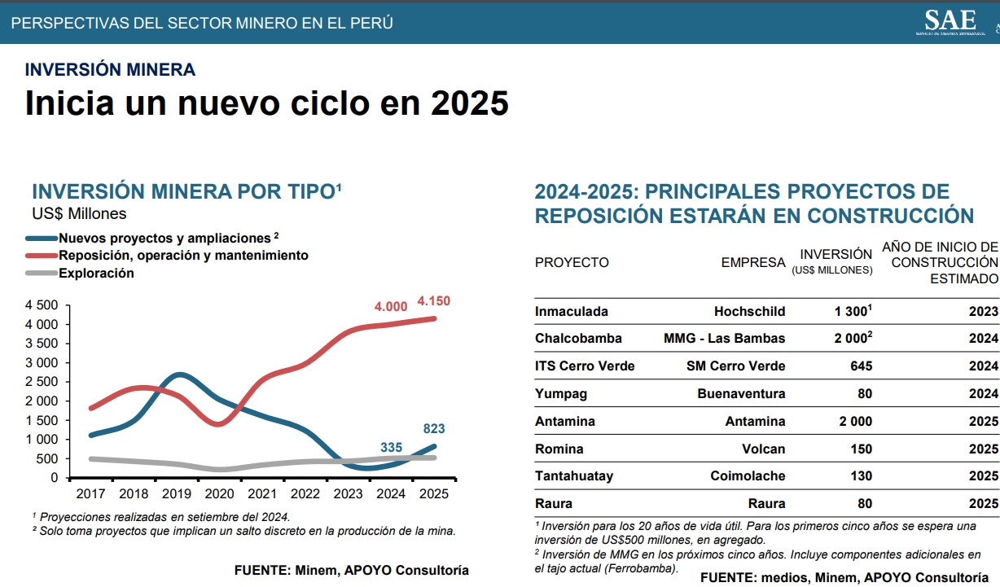 PERSPECTIVAS DEL SECTOR MINERO EN EL PERÚ
SAE
INVERSIÓN MINERA
Inicia un nuevo ciclo en 2025
INVERSIÓN MINERA POR TIPO¹
US$ Millones
Nuevos proyectos y ampliaciones ²
Reposición, operación y mantenimiento
Exploración
4 500
4 000
3 500
3 000
2 500
2 000
1 500
1 000
500
0
4.000 4.150
335 823
2017 2018 2019 2020 2021 2022 2023 2024 2025
¹ Proyecciones realizadas en setiembre del 2024.
² Solo toma proyectos que implican un salto discreto en la producción de la mina.
FUENTE: Minem, APOYO Consultoría
2024-2025: PRINCIPALES PROYECTOS DE
REPOSICIÓN ESTARÁN EN CONSTRUCCIÓN
PROYECTO EMPRESA INVERSIÓN (US$ MILLONES) AÑO DE INICIO DE CONSTRUCCIÓN ESTIMADO
Inmaculada Hochschild 1 300¹ 2023
Chalcobamba MMG - Las Bambas 2 000² 2024
ITS Cerro Verde SM Cerro Verde 645 2024
Yumpag Buenaventura 80 2024
Antamina Antamina 2 000 2025
Romina Volcan 150 2025
Tantahuatay Coimolache 130 2025
Raura Raura 80 2025
¹ Inversión para los 20 años de vida útil. Para los primeros cinco años se espera una
inversión de US$500 millones, en agregado.
² Inversión de MMG en los próximos cinco años. Incluye componentes adicionales en
el tajo actual (Ferrobamba).
FUENTE: medios, Minem, APOYO Consultoría